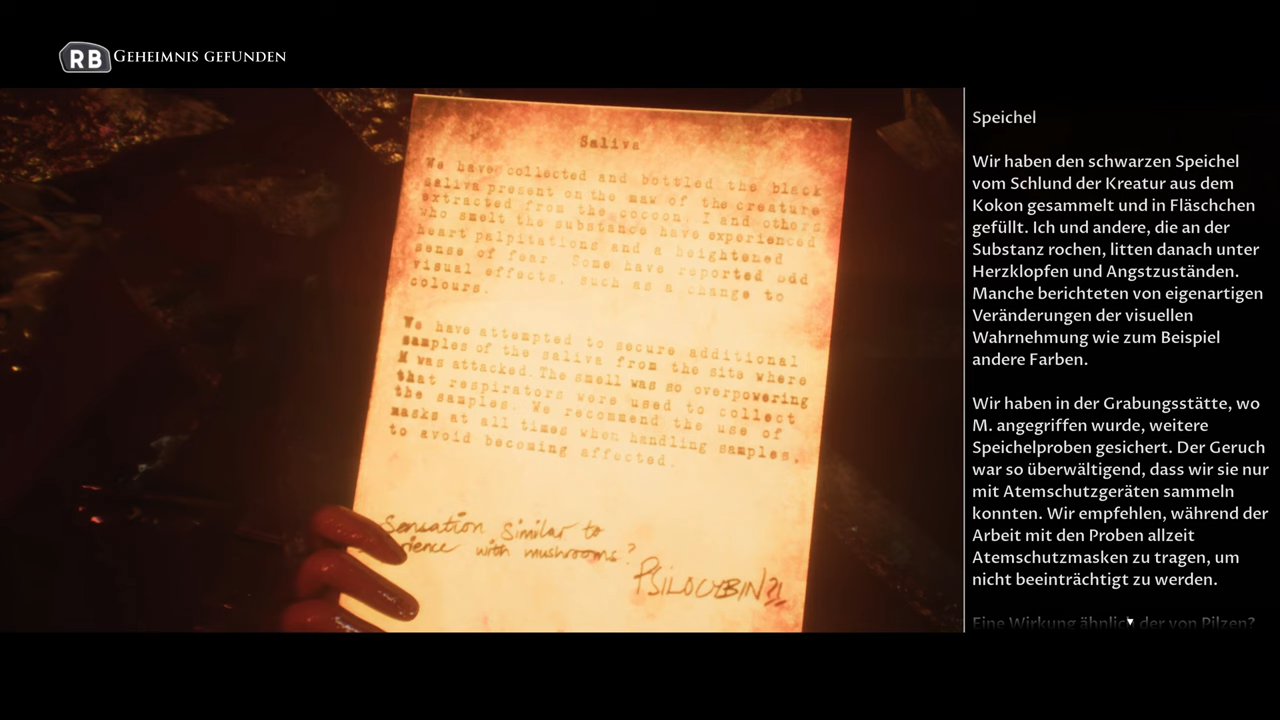 RB GEHEIMNIS GEFUNDEN
Saliva
We have collected and bottled the black
saliva present on the maw of the creature
extracted from the cocoon. I and others
who smelt the substance have experienced
heart palpitations and a heightened
sense of fear. Some have reported odd
visual effects, such as a change to
colours.
We have attempted to secure additional
samples of the saliva from the site where
M was attacked. The smell was so overpowering
that respirators were used to collect
the samples. We recommend the use of
masks at all times when handling samples,
to avoid becoming affected.
Sensation similar to
rience with mushrooms?
PSILOCYBIN?!
Speichel
Wir haben den schwarzen Speichel
vom Schlund der Kreatur aus dem
Kokon gesammelt und in Fläschchen
gefüllt. Ich und andere, die an der
Substanz rochen, litten danach unter
Herzklopfen und Angstzuständen.
Manche berichteten von eigenartigen
Veränderungen der visuellen
Wahrnehmung wie zum Beispiel
andere Farben.
Wir haben in der Grabungsstätte, wo
M. angegriffen wurde, weitere
Speichelproben gesichert. Der Geruch
war so überwältigend, dass wir sie nur
mit Atemschutzgeräten sammeln
konnten. Wir empfehlen, während der
Arbeit mit den Proben allzeit
Atemschutzmasken zu tragen, um
nicht beeinträchtigt zu werden.
Eine Wirkung ähnlich der von Pilzen?